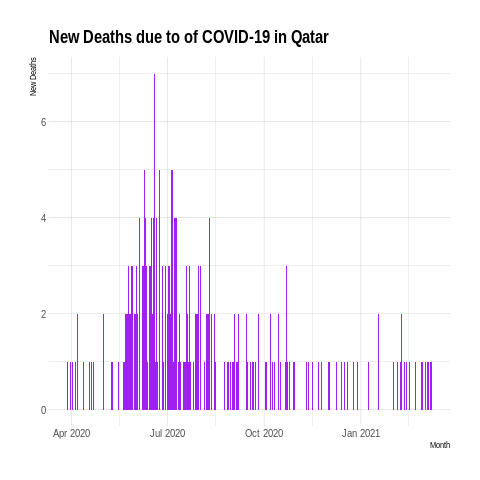 New Deaths due to of COVID-19 in Qatar
New Deaths
6
4
2
0
Apr 2020 Jul 2020 Oct 2020 Jan 2021
Month